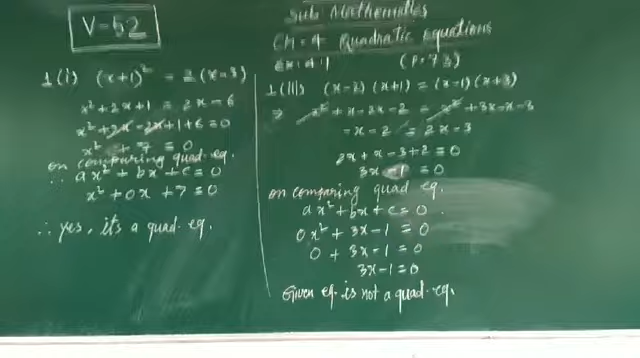 V-52
Sub Mathematics
Ch-4 Quadratic equations
Ex: 4.1 (P-73)
1(i) (x+1)² = 2(x-3)
x²+2x+1 = 2x-6
x²+2x-2x+1+6=0
x² + 7 = 0
on comparing quad. eq.
∴ ax² + bx + c = 0
x² + 0x + 7 = 0
∴ yes, it's a quad. eq.
1(iii) (x-2)(x+1) = (x-1)(x+3)
⇒ x² + x-2x-2 = x² + 3x-x-3
-x-2 = 2x-3
2x+x-3+2=0
3x-1=0
on comparing quad eq.
ax²+bx+c=0
0x²+3x-1=0
0+3x-1=0
3x-1=0
Given eq. is not a quad. eq.